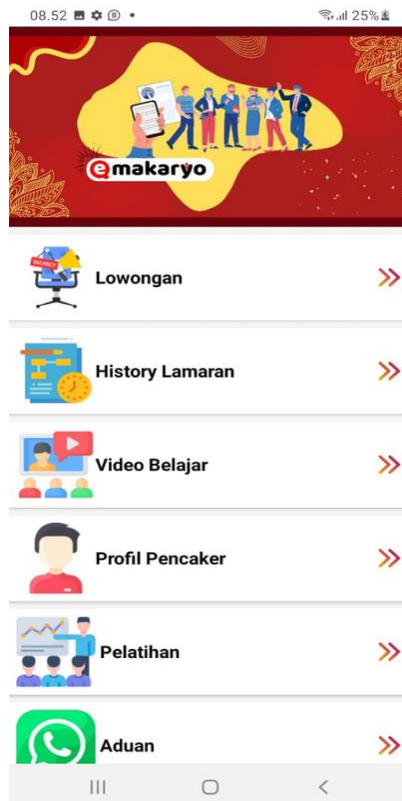 08.52
25%
emakaryo
VACANCY
Lowongan
History Lamaran
Video Belajar
Profil Pencaker
Pelatihan
Aduan